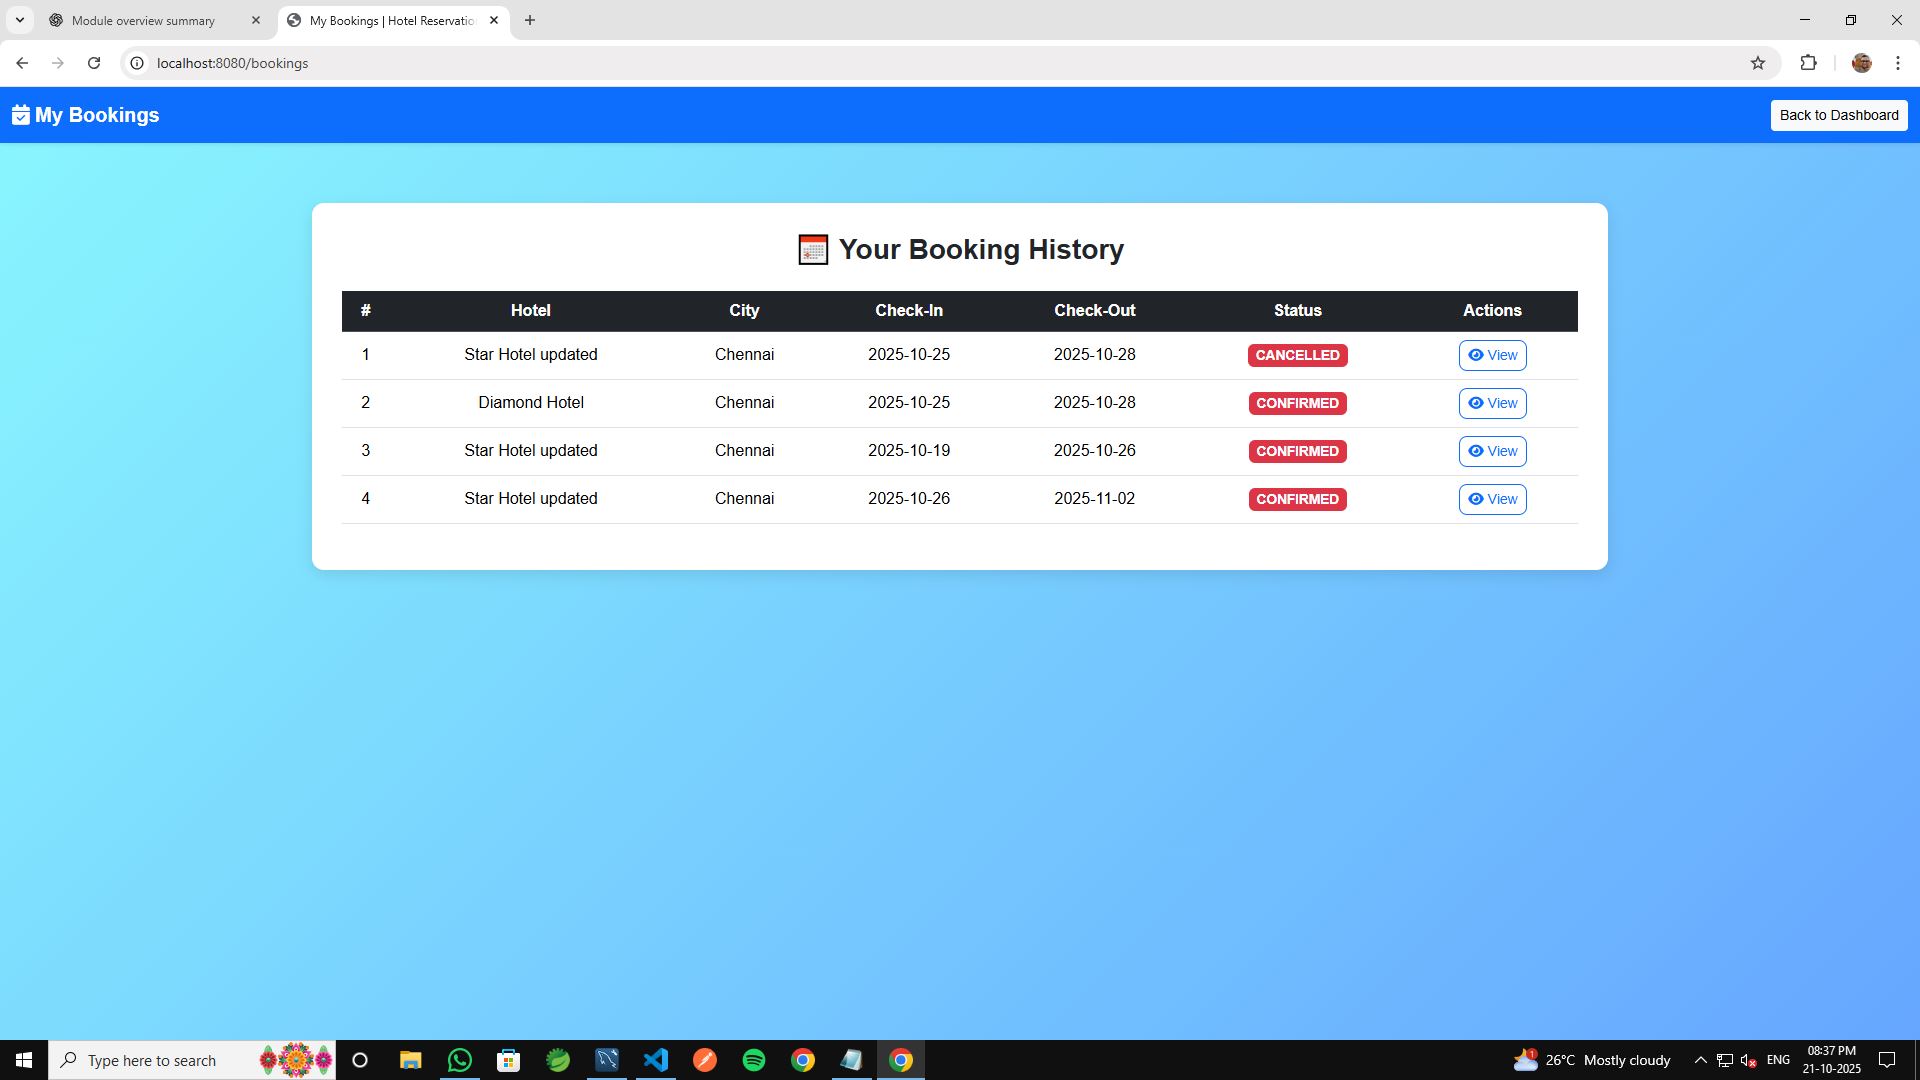 Module overview summary
My Bookings | Hotel Reservatio
localhost:8080/bookings
My Bookings
Back to Dashboard
Your Booking History
# Hotel City Check-In Check-Out Status Actions
1 Star Hotel updated Chennai 2025-10-25 2025-10-28 CANCELLED View
2 Diamond Hotel Chennai 2025-10-25 2025-10-28 CONFIRMED View
3 Star Hotel updated Chennai 2025-10-19 2025-10-26 CONFIRMED View
4 Star Hotel updated Chennai 2025-10-26 2025-11-02 CONFIRMED View
Type here to search
1
26°C Mostly cloudy
ENG
08:37 PM
21-10-2025